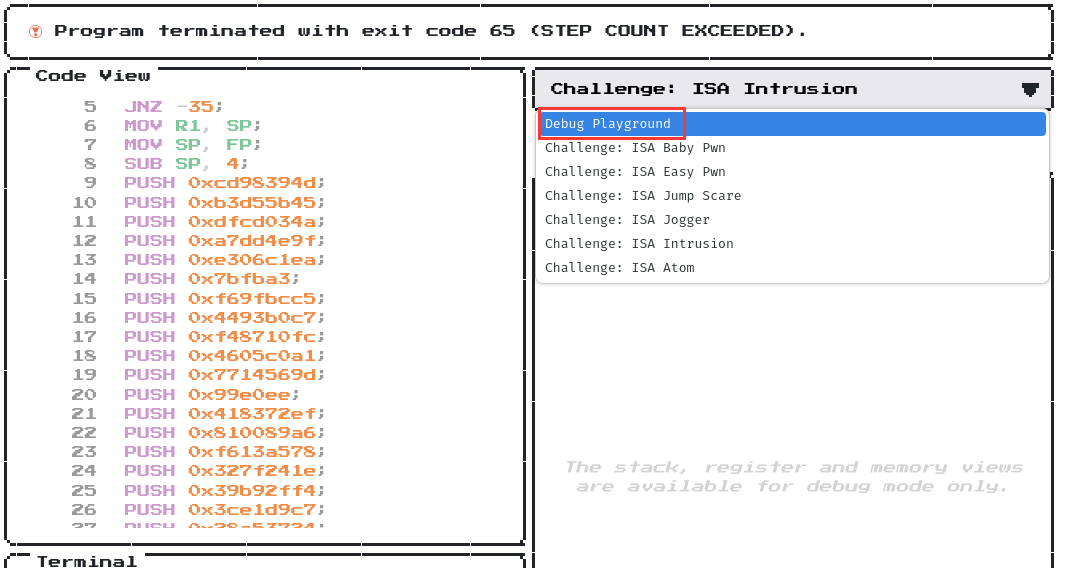 Program terminated with exit code 65 (STEP COUNT EXCEEDED).
Code View
5 JNZ -35;
6 MOV R1, SP;
7 MOV SP, FP;
8 SUB SP, 4;
9 PUSH 0xcd98394d;
10 PUSH 0xb3d55b45;
11 PUSH 0xdfcd034a;
12 PUSH 0xa7dd4e9f;
13 PUSH 0xe306c1ea;
14 PUSH 0x7bfba3;
15 PUSH 0xf69fbcc5;
16 PUSH 0x4493b0c7;
17 PUSH 0xf48710fc;
18 PUSH 0x4605c0a1;
19 PUSH 0x7714569d;
20 PUSH 0x99e0ee;
21 PUSH 0x418372ef;
22 PUSH 0x810089a6;
23 PUSH 0xf613a578;
24 PUSH 0x327f241e;
25 PUSH 0x39b92ff4;
26 PUSH 0x3ce1d9c7;
Terminal
Challenge: ISA Intrusion
Debug Playground
Challenge: ISA Baby Pwn
Challenge: ISA Easy Pwn
Challenge: ISA Jump Scare
Challenge: ISA Jogger
Challenge: ISA Intrusion
Challenge: ISA Atom
The stack, register and memory views
are available for debug mode only.